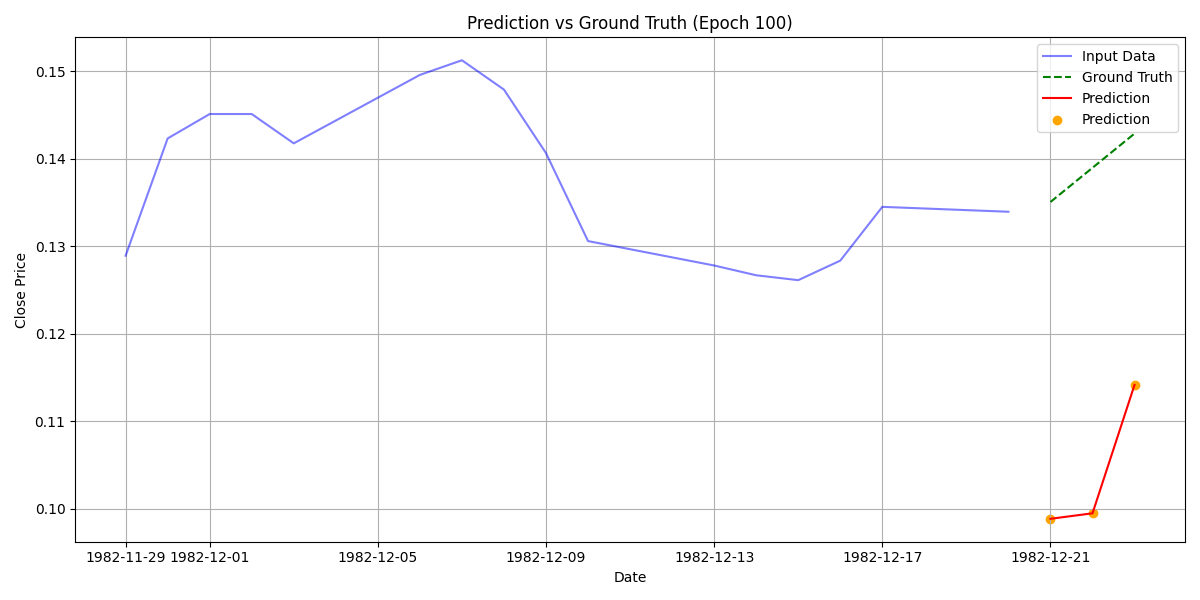 Prediction vs Ground Truth (Epoch 100)
Input Data
Ground Truth
Prediction
Prediction
Close Price
0.15
0.14
0.13
0.12
0.11
0.10
1982-11-29 1982-12-01 1982-12-05 1982-12-09 1982-12-13 1982-12-17 1982-12-21
Date